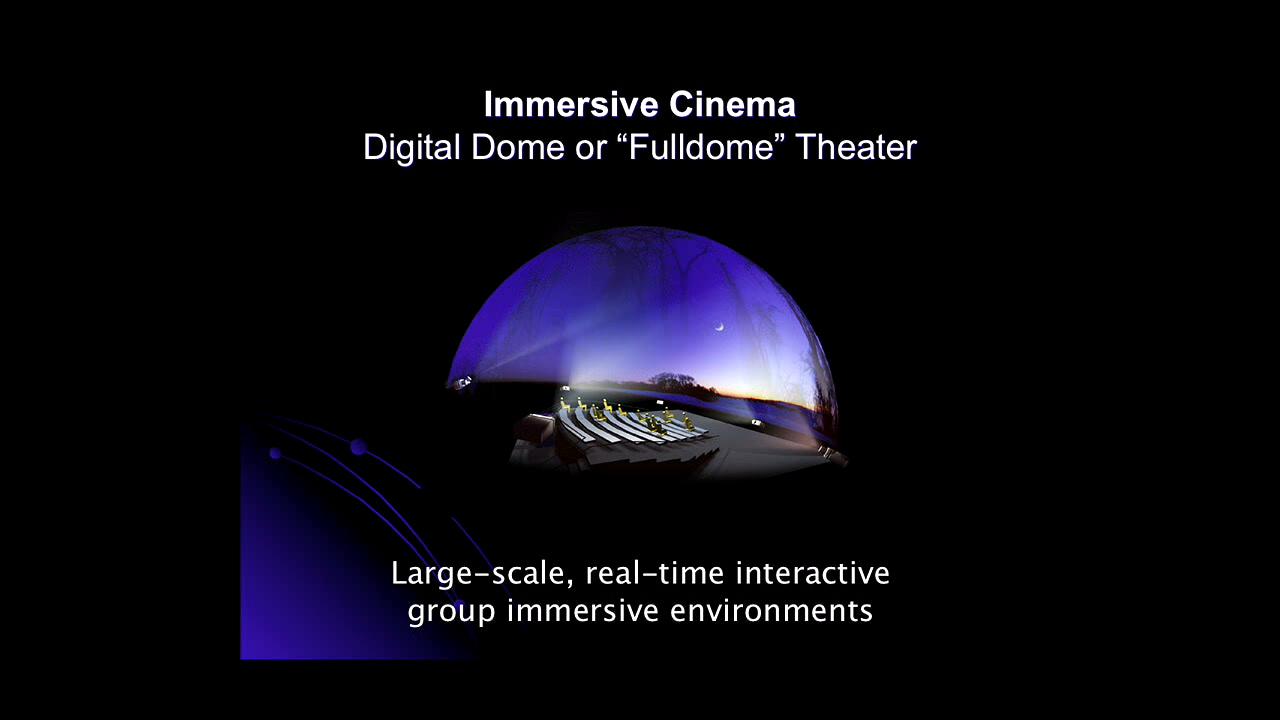 Immersive Cinema
Digital Dome or “Fulldome” Theater
Large-scale, real-time interactive
group immersive environments